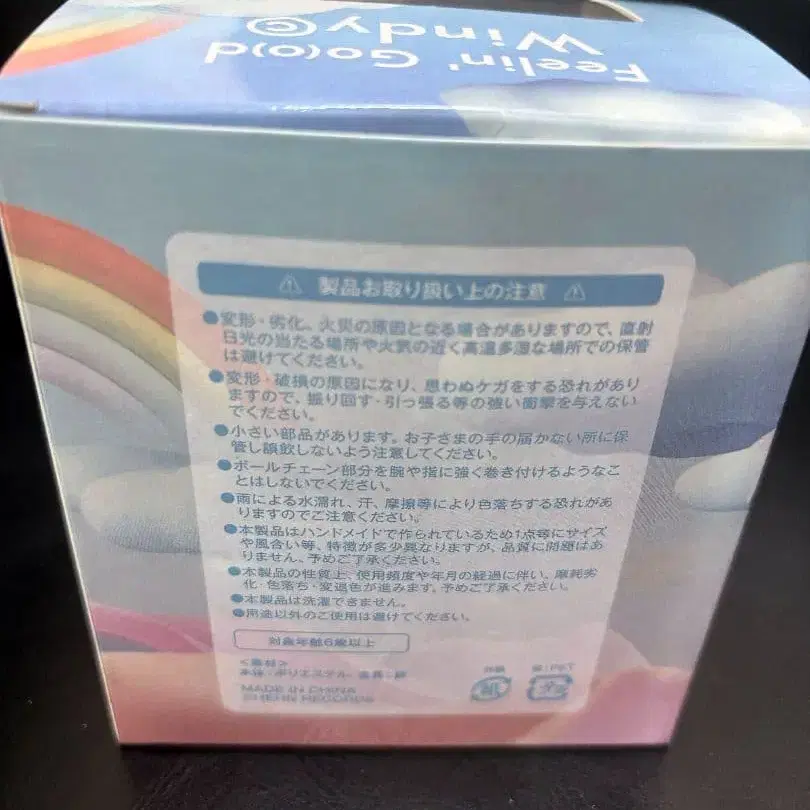 Feelin' Go(o)d
Windy©
⚠ 製品お取り扱い上の注意 ⚠
●変形・劣化、火災の原因となる場合がありますので、直射
日光の当たる場所や火気の近く高温多湿な場所での保管
は避けてください。
●変形・破損の原因になり、思わぬケガをする恐れがあり
ますので、振り回す・引っ張る等の強い衝撃を与えない
でください。
●小さい部品があります。お子さまの手の届かない所に保
管し誤飲しないよう注意してください。
●ボールチェーン部分を腕や指に強く巻き付けるようなこ
とはしないでください。
●雨による水濡れ、汗、摩擦等により色落ちする恐れがあ
りますのでご注意ください。
●本製品はハンドメイドで作られているため1点毎にサイズ
や風合い等、特徴が多少異なりますが、品質に問題はあ
りません。予めご了承ください。
●本製品の性質上、使用頻度や年月の経過に伴い、摩耗劣
化・色落ち・変退色が進みます。予めご了承ください。
●本製品は洗濯できません。
●用途以外のご使用は避けてください。
対象年齢6歳以上
本体：ポリエステル
MADE IN CHINA
紙
プラ